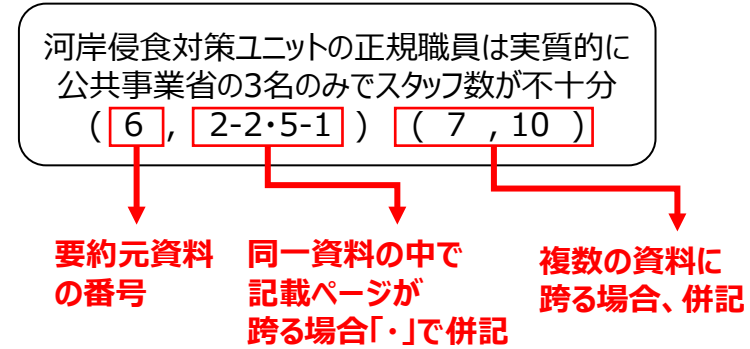 河岸侵食対策ユニットの正規職員は実質的に
公共事業省の3名のみでスタッフ数が不十分
( 6 , 2-2･5-1 ) ( 7 , 10 )
要約元資料
の番号
同一資料の中で
記載ページが
跨る場合「･」で併記
複数の資料に
跨る場合、併記